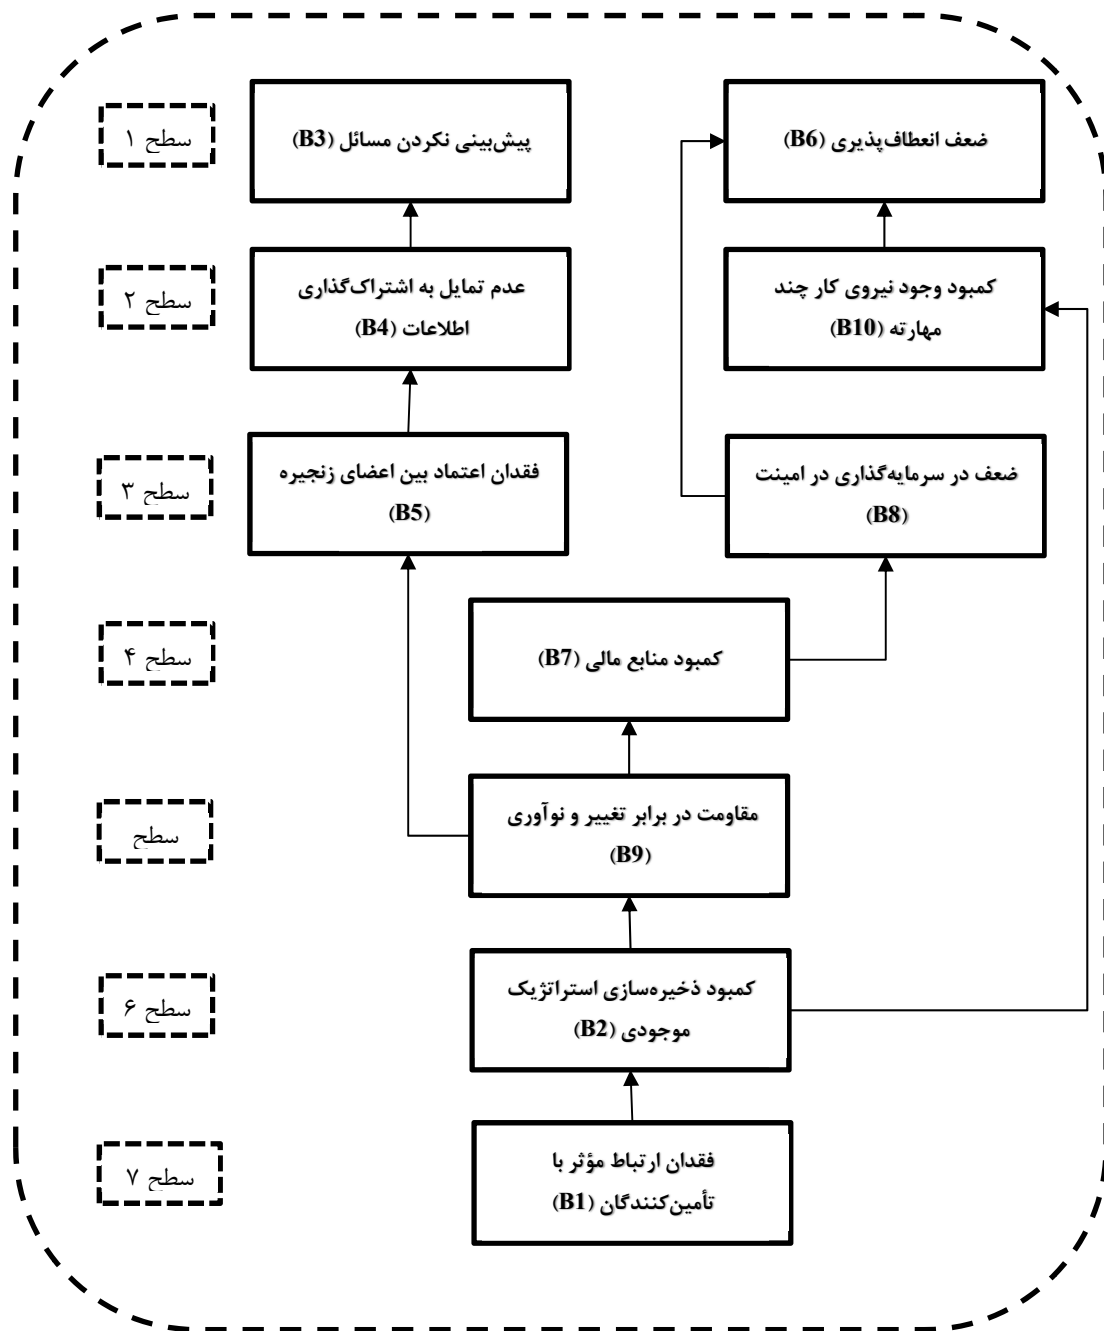 سطح ۱
ضعف انعطاف‌پذیری (B6)
پیش‌بینی نکردن مسائل (B3)
سطح ۲
کمبود وجود نیروی کار چند
مهارته (B10)
عدم تمایل به اشتراک‌گذاری
اطلاعات (B4)
سطح ۳
ضعف در سرمایه‌گذاری در امینت
(B8)
فقدان اعتماد بین اعضای زنجیره
(B5)
سطح ۴
کمبود منابع مالی (B7)
سطح
مقاومت در برابر تغییر و نوآوری
(B9)
سطح ۶
کمبود ذخیره‌سازی استراتژیک
موجودی (B2)
سطح ۷
فقدان ارتباط مؤثر با
تأمین‌کنندگان (B1)